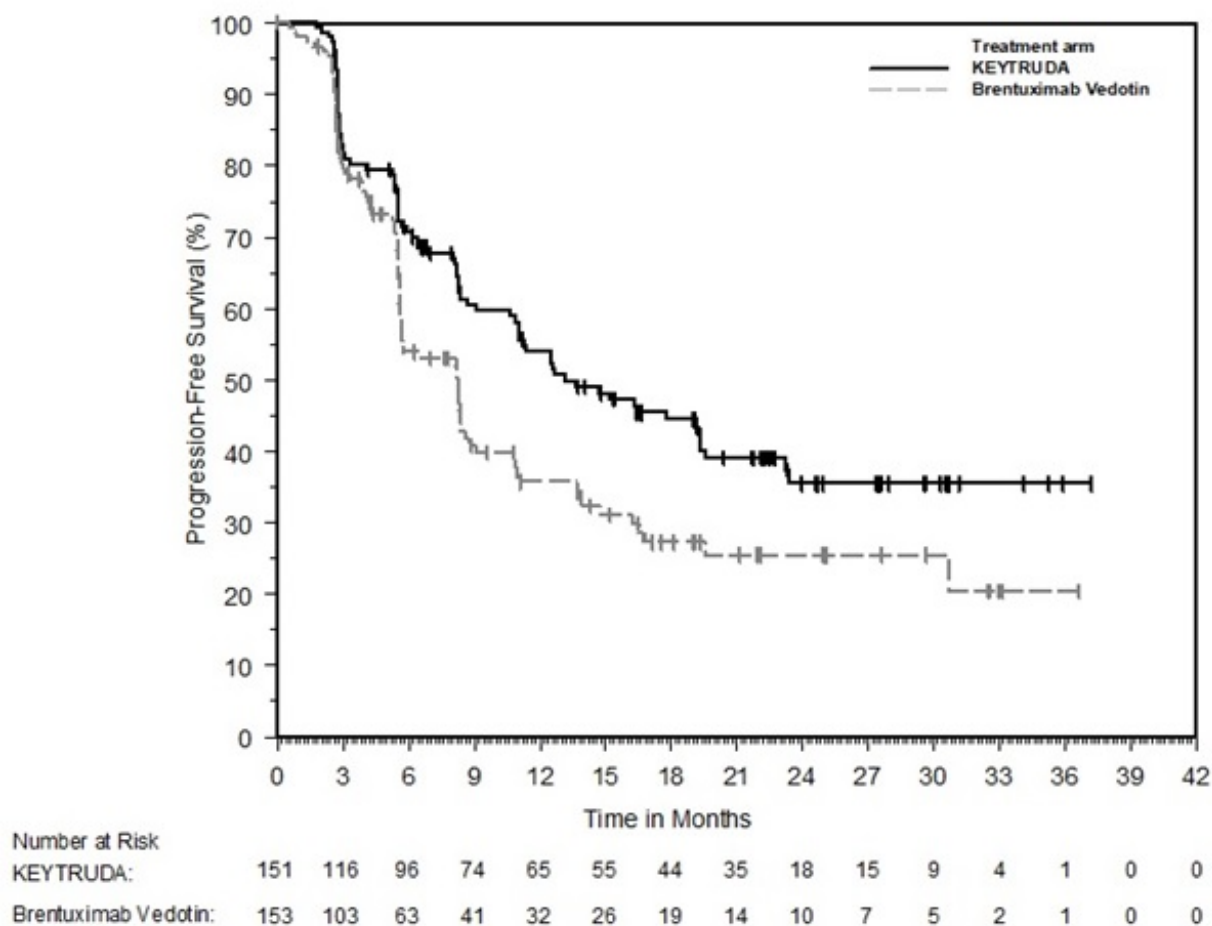 Treatment arm
KEYTRUDA
Brentuximab Vedotin
Progression-Free Survival (%)
100
90
80
70
60
50
40
30
20
10
0
0 3 6 9 12 15 18 21 24 27 30 33 36 39 42
Time in Months
Number at Risk
KEYTRUDA: 151 116 96 74 65 55 44 35 18 15 9 4 1 0 0
Brentuximab Vedotin: 153 103 63 41 32 26 19 14 10 7 5 2 1 0 0